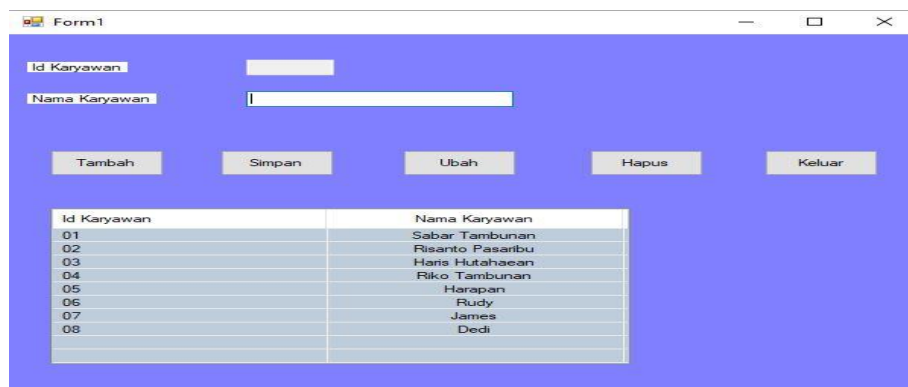 Form1
Id Karyawan
Nama Karyawan
Tambah Simpan Ubah Hapus Keluar
Id Karyawan Nama Karyawan
01 Sabar Tambunan
02 Risanto Pasaribu
03 Haris Hutahaean
04 Riko Tambunan
05 Harapan
06 Rudy
07 James
08 Dedi